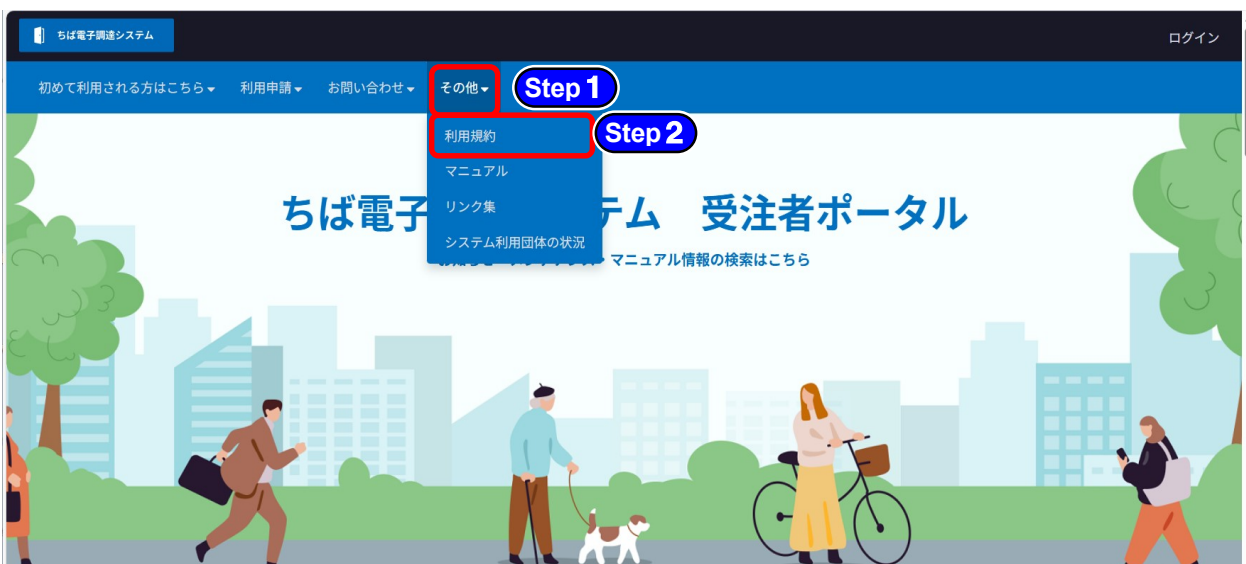 ちば電子調達システム
ログイン
初めて利用される方はこちら 利用申請 お問い合わせ その他 Step 1
利用規約 Step 2
マニュアル
リンク集
システム利用団体の状況
ちば電子 テム 受注者ポータル
マニュアル情報の検索はこちら